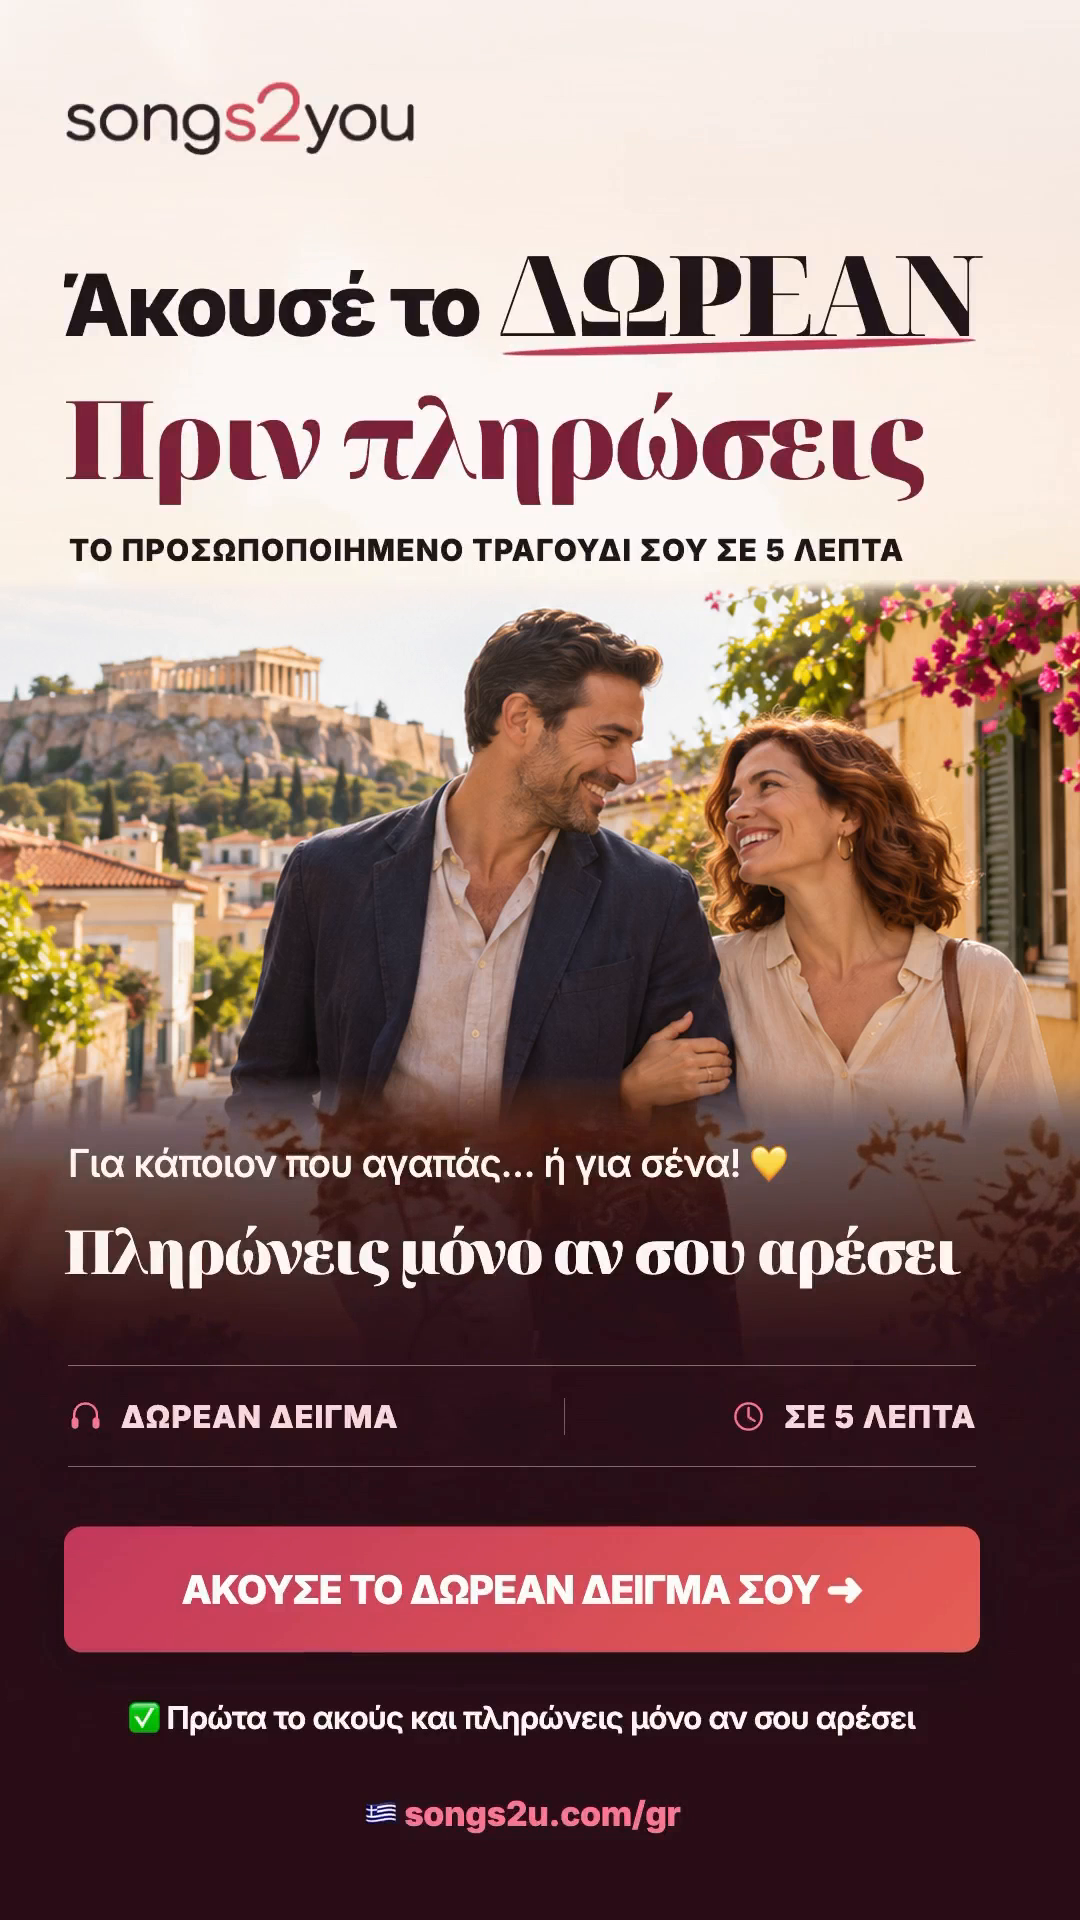 songs2you
Άκουσέ το ΔΩΡΕΑΝ
Πριν πληρώσεις
ΤΟ ΠΡΟΣΩΠΟΠΟΙΗΜΕΝΟ ΤΡΑΓΟΥΔΙ ΣΟΥ ΣΕ 5 ΛΕΠΤΑ
Για κάποιον που αγαπάς... ή για σένα! 💛
Πληρώνεις μόνο αν σου αρέσει
ΔΩΡΕΑΝ ΔΕΙΓΜΑ
ΣΕ 5 ΛΕΠΤΑ
ΑΚΟΥΣΕ ΤΟ ΔΩΡΕΑΝ ΔΕΙΓΜΑ ΣΟΥ ➜
✅ Πρώτα το ακούς και πληρώνεις μόνο αν σου αρέσει
🇬🇷 songs2u.com/gr